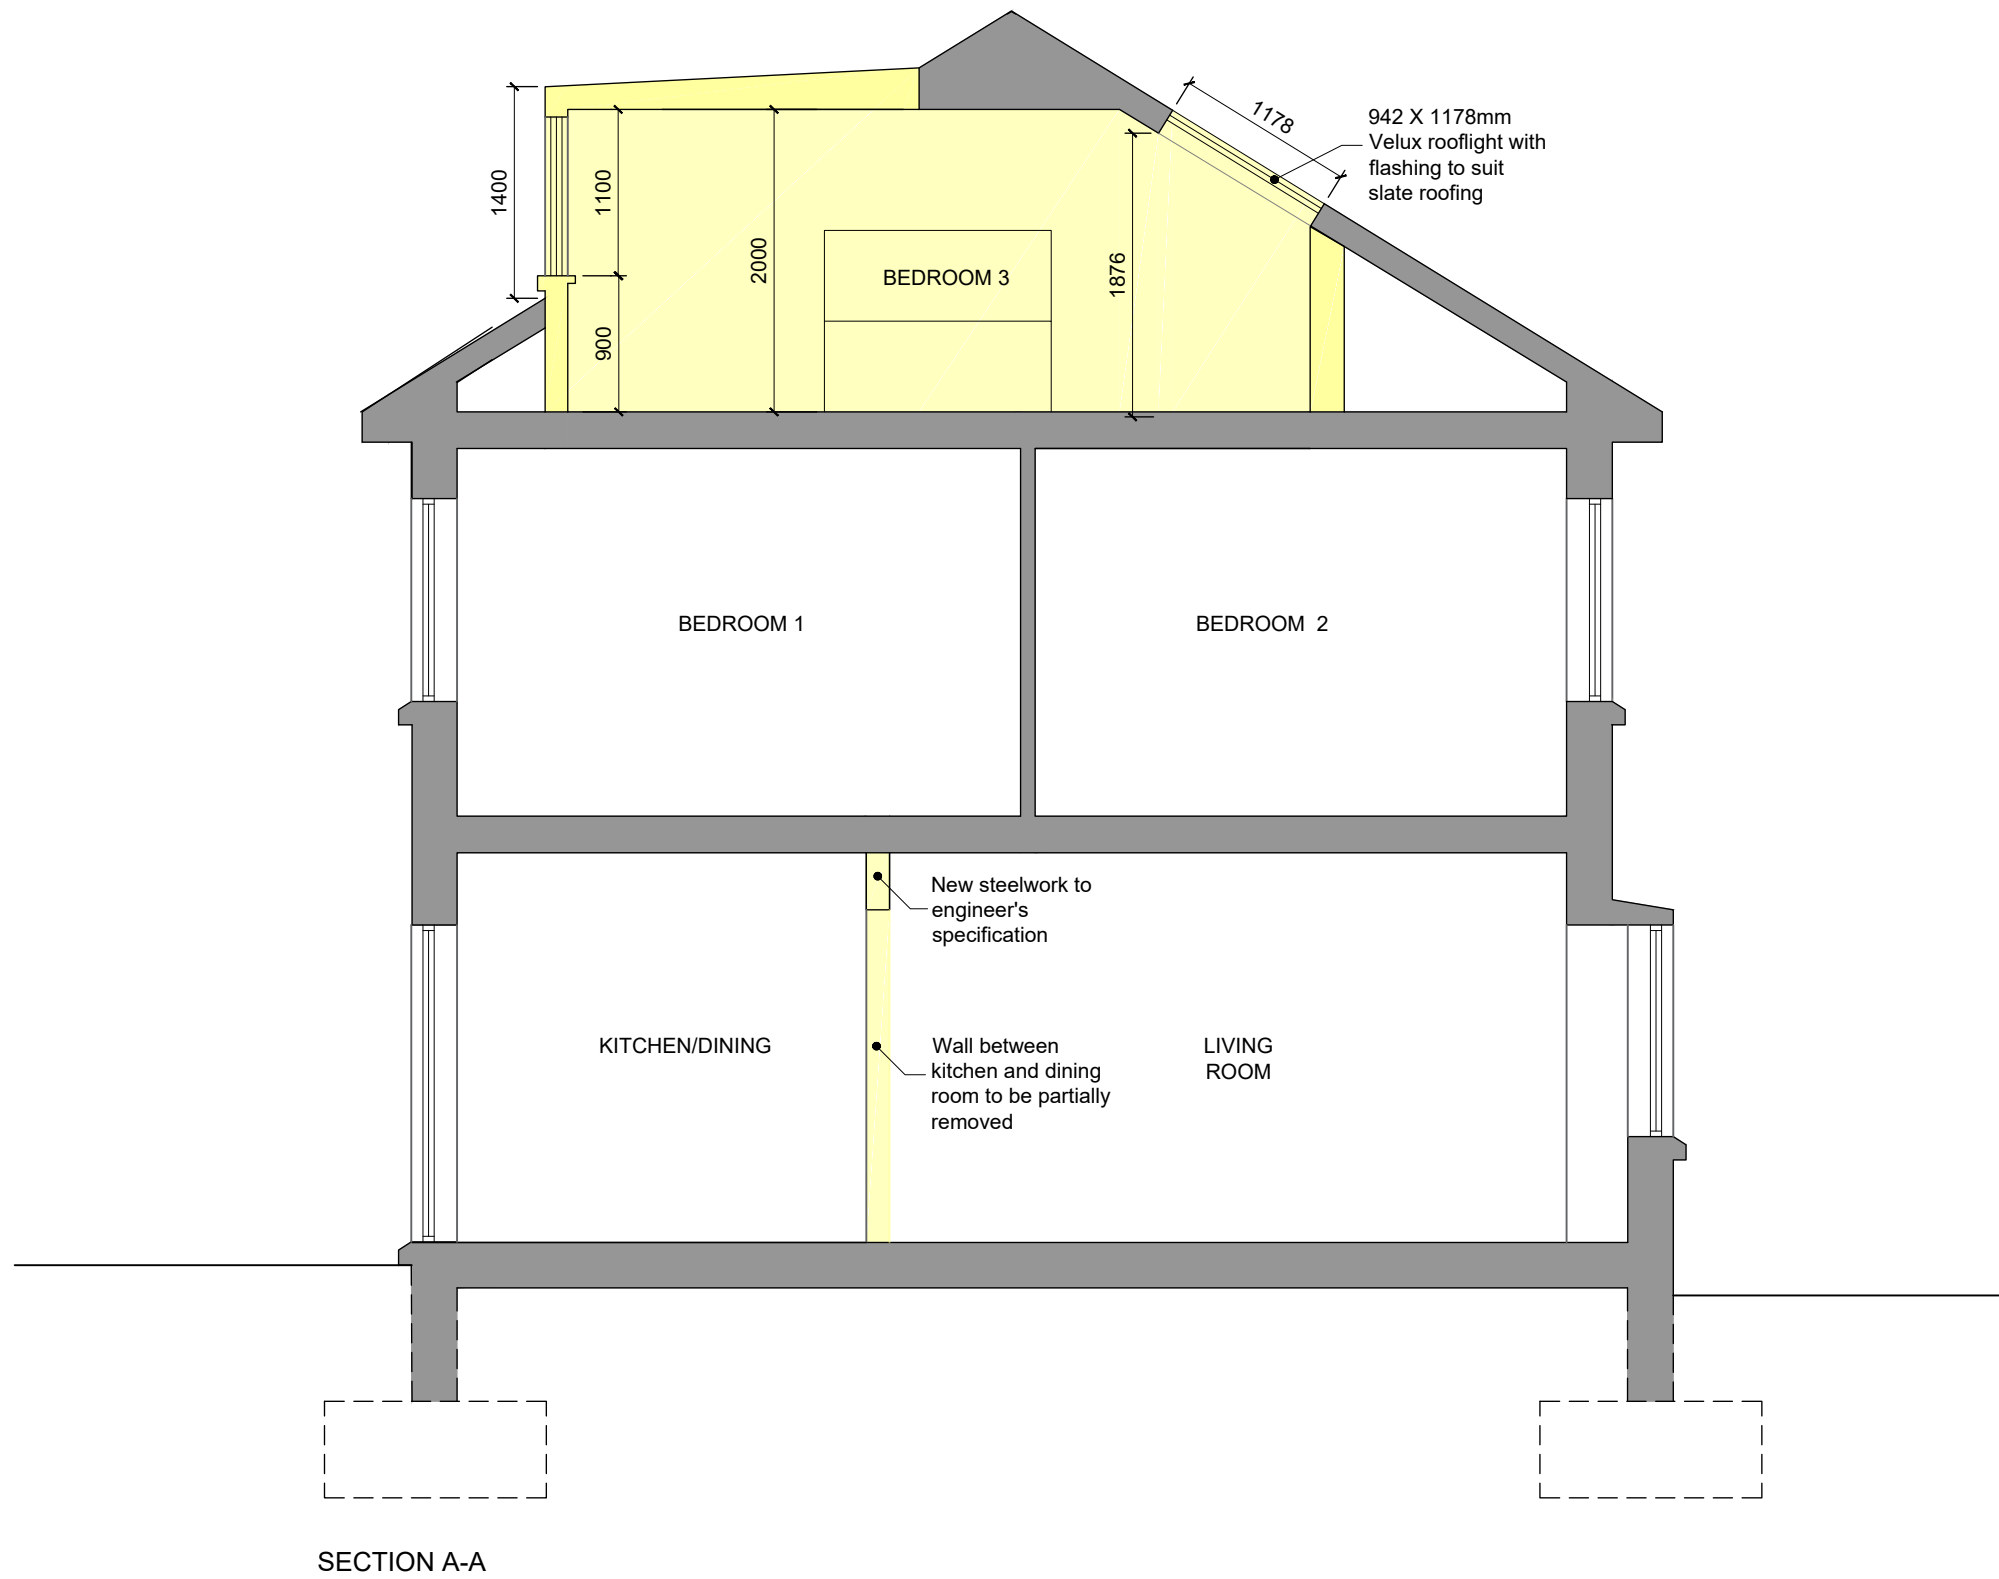 1178
942 X 1178mm
Velux rooflight with
flashing to suit
slate roofing
1400
1100
2000
1876
BEDROOM 3
900
BEDROOM 1
BEDROOM 2
New steelwork to
engineer's
specification
KITCHEN/DINING
Wall between
kitchen and dining
room to be partially
removed
LIVING
ROOM
SECTION A-A